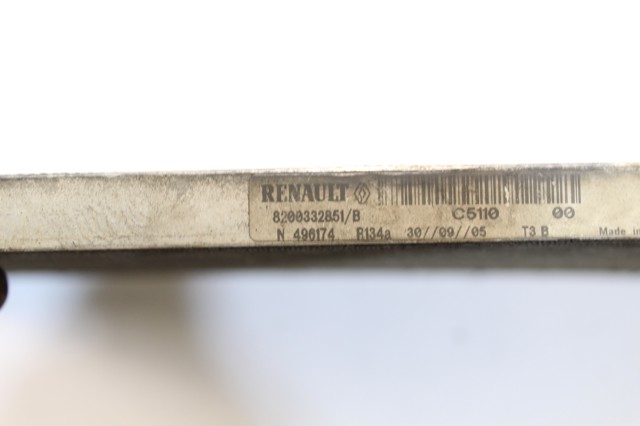 RENAULT
8200332851/B C5110 00
N 496174 R134a 30//09//05 T3 B Made in